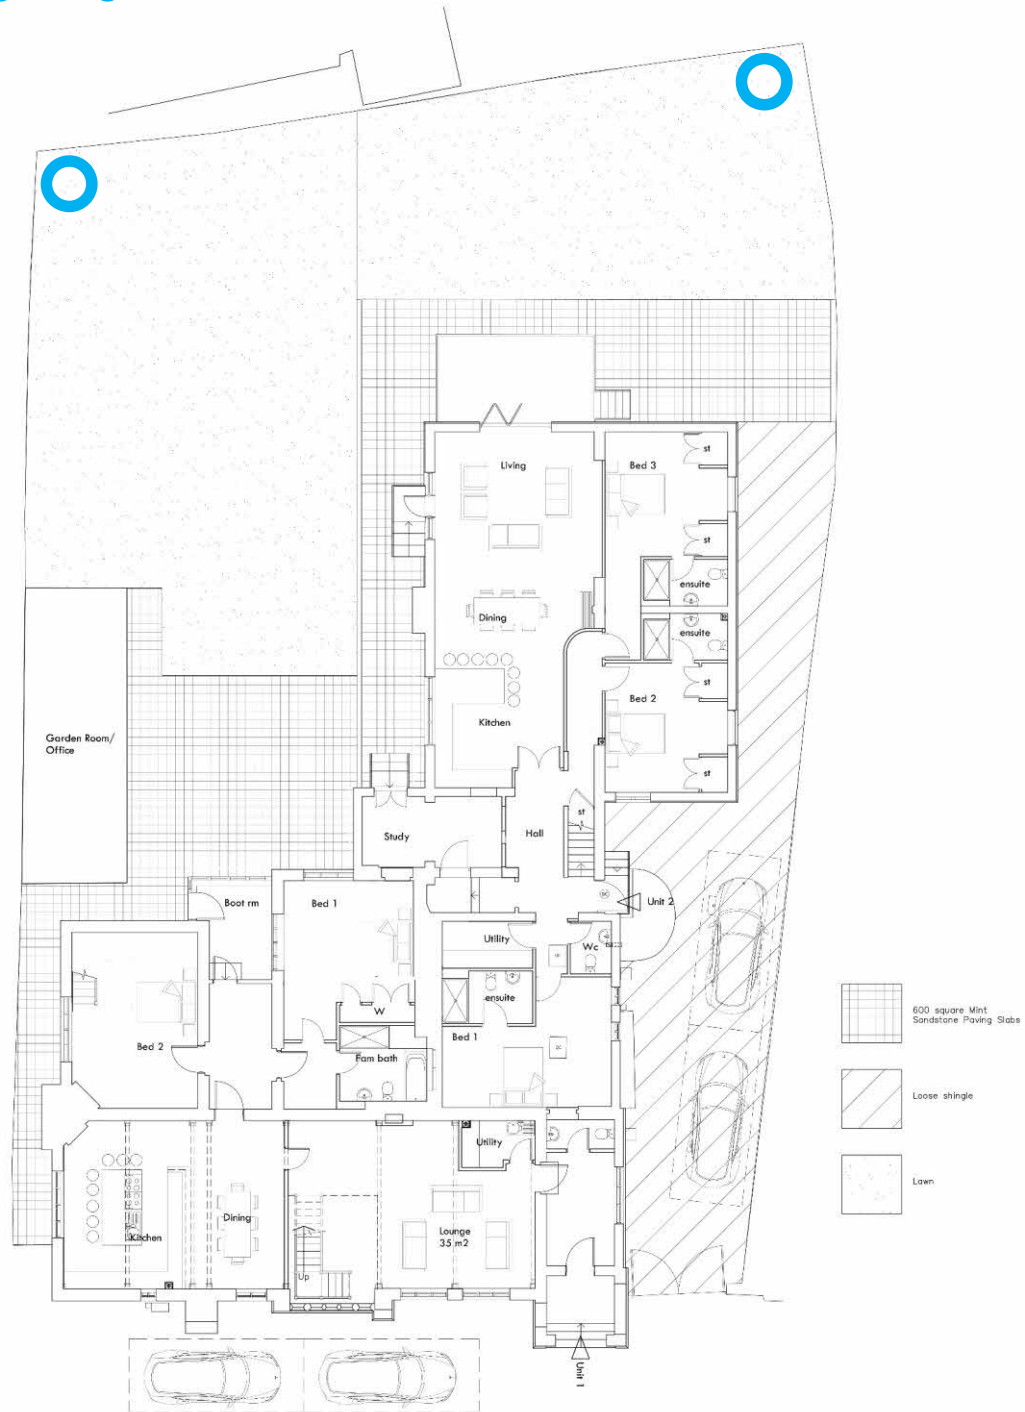 Living
Bed 3
st
st
ensuite
Dining
ensuite
st
Bed 2
Kitchen
st
Garden Room/
Office
st
Study
Hall
Boot rm
Bed 1
Unit 2
Utility
Wc
ensuite
W
Bed 1
Bed 2
Fam bath
Utility
Dining
Kitchen
Lounge
35 m2
Up
Unit 1
600 square Mint
Sandstone Paving Slabs
Loose shingle
Lawn